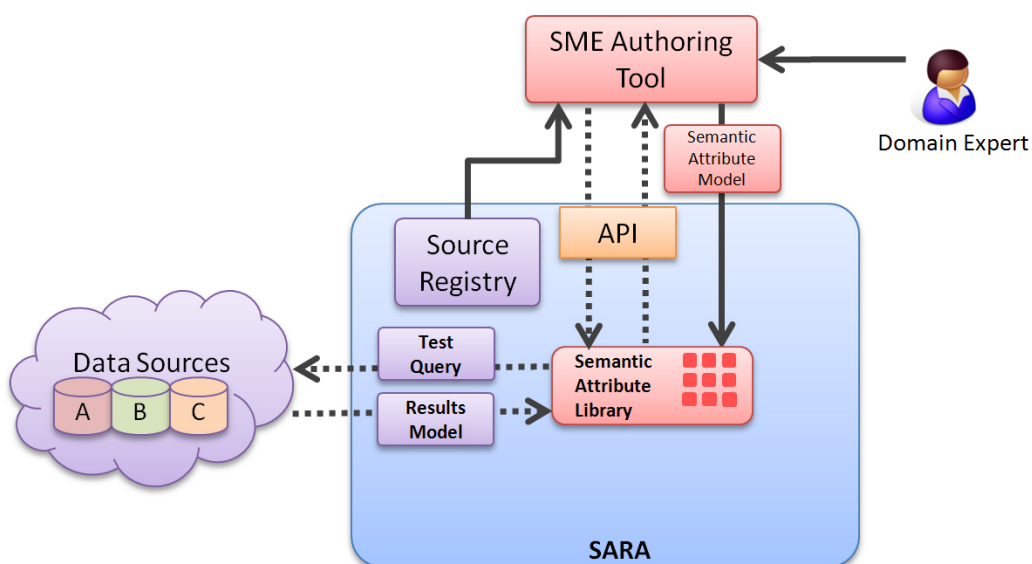 SME Authoring
Tool
Domain Expert
Semantic
Attribute
Model
API
Source
Registry
Data Sources
A
B
C
Test
Query
Results
Model
Semantic
Attribute
Library
SARA